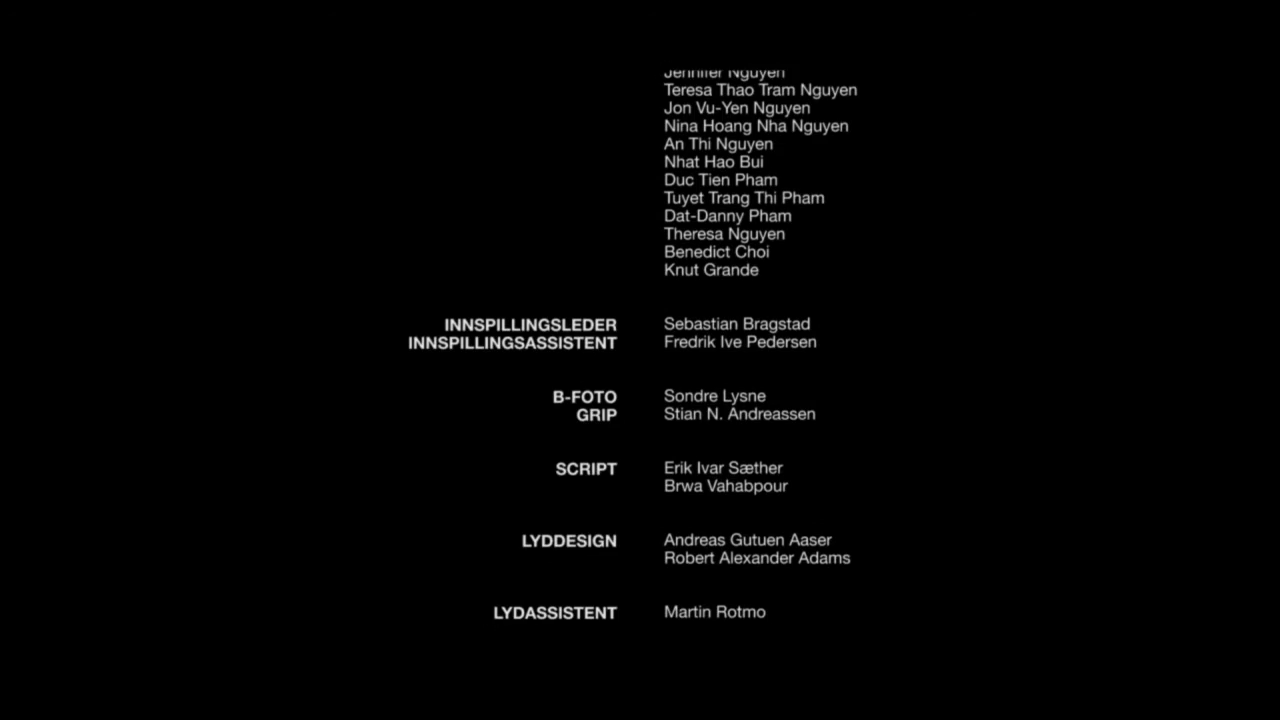 Jennifer Nguyen
Teresa Thao Tram Nguyen
Jon Vu-Yen Nguyen
Nina Hoang Nha Nguyen
An Thi Nguyen
Nhat Hao Bui
Duc Tien Pham
Tuyet Trang Thi Pham
Dat-Danny Pham
Theresa Nguyen
Benedict Choi
Knut Grande
INNSPILLINGSLEDER Sebastian Bragstad
INNSPILLINGSASSISTENT Fredrik Ive Pedersen
B-FOTO Sondre Lysne
GRIP Stian N. Andreassen
SCRIPT Erik Ivar Sæther
Brwa Vahabpour
LYDDESIGN Andreas Gutuen Aaser
Robert Alexander Adams
LYDASSISTENT Martin Rotmo